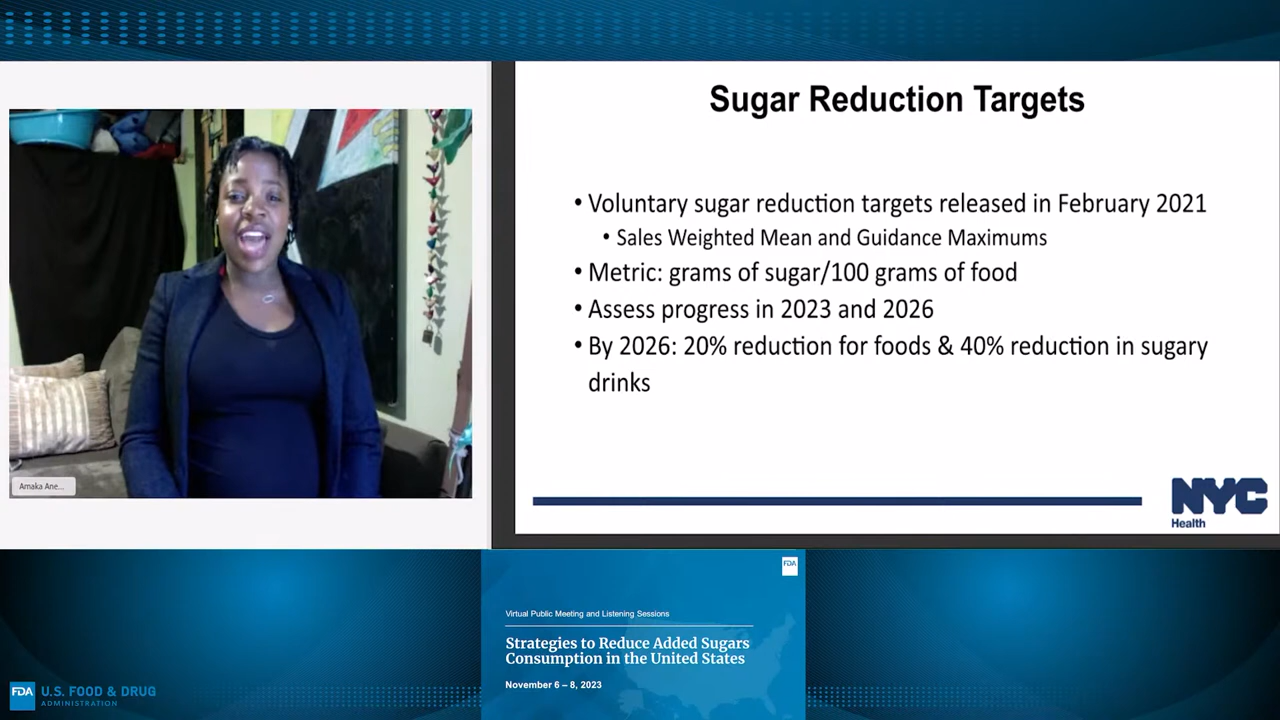 Sugar Reduction Targets
• Voluntary sugar reduction targets released in February 2021
• Sales Weighted Mean and Guidance Maximums
• Metric: grams of sugar/100 grams of food
• Assess progress in 2023 and 2026
• By 2026: 20% reduction for foods & 40% reduction in sugary
drinks
NYC
Health
Amaka Ane...
FDA
Virtual Public Meeting and Listening Sessions
Strategies to Reduce Added Sugars
Consumption in the United States
November 6 – 8, 2023
FDA U.S. FOOD & DRUG
ADMINISTRATION